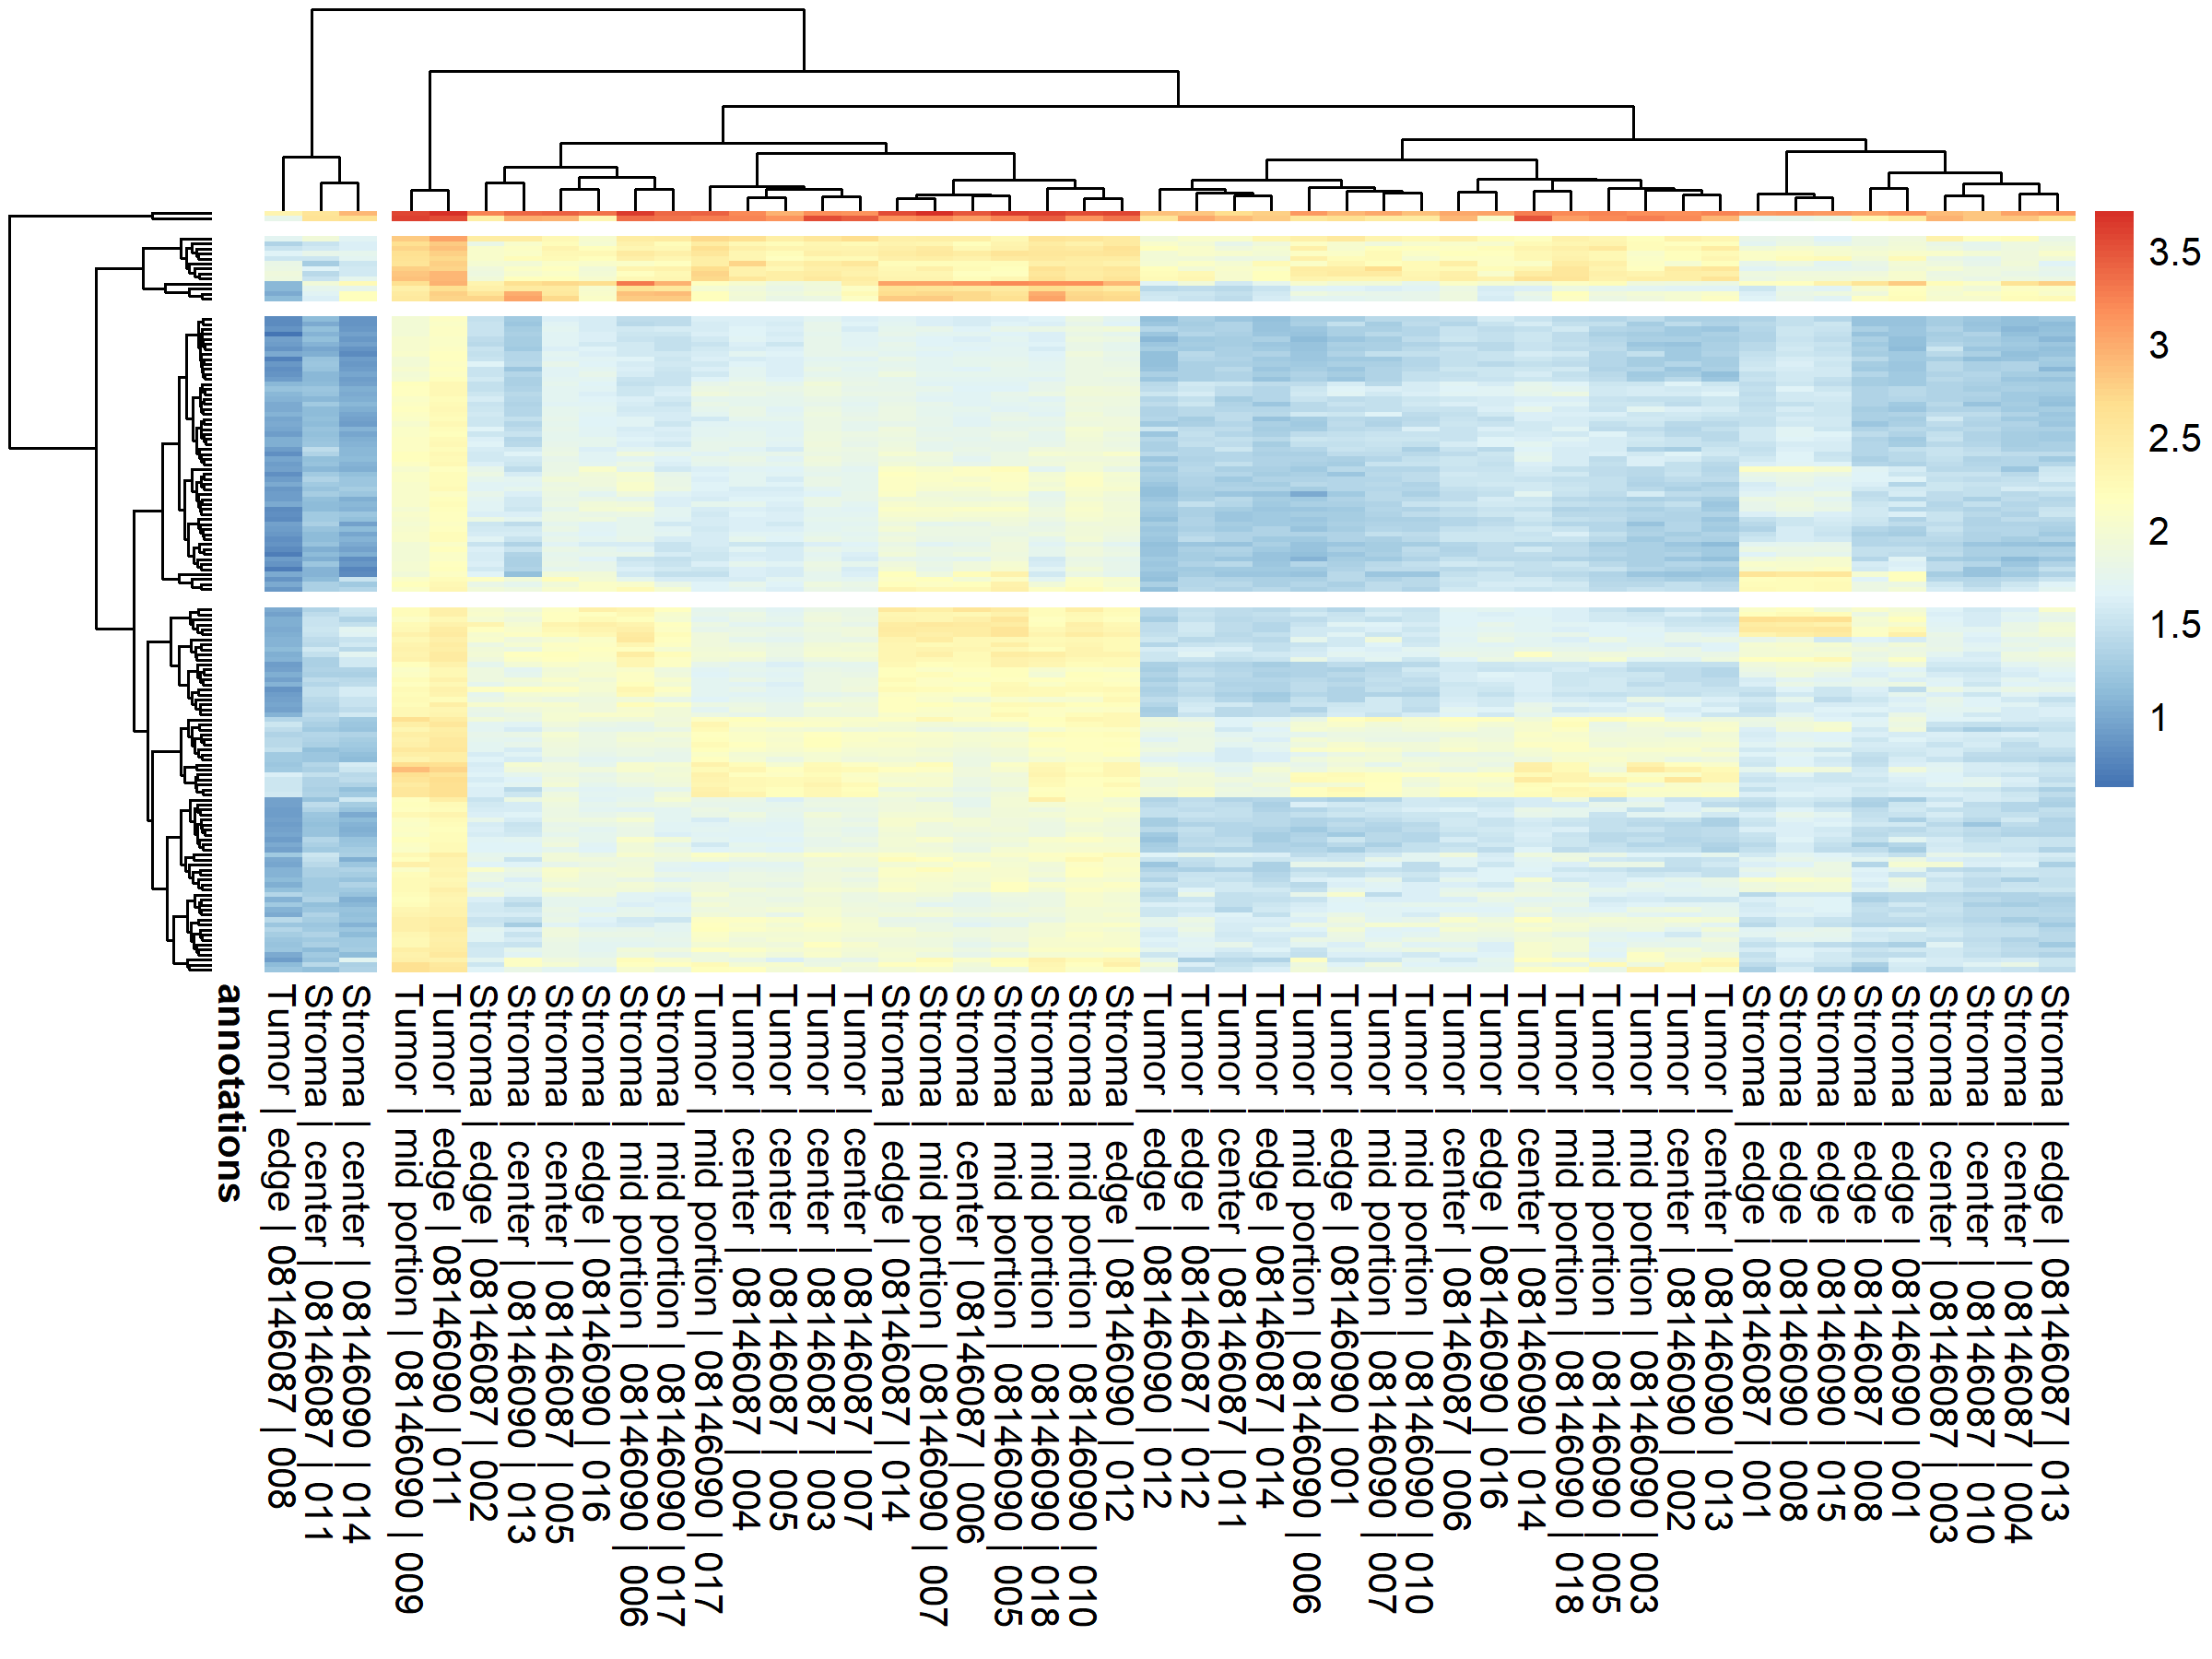 3.5
3
2.5
2
1.5
1
annotations
Tumor | edge | 08146087 | 008
Stroma | center | 08146087 | 011
Stroma | center | 08146090 | 014
Tumor | mid portion | 08146090 | 009
Tumor | edge | 08146090 | 011
Stroma | edge | 08146087 | 002
Stroma | center | 08146090 | 013
Stroma | center | 08146087 | 005
Stroma | edge | 08146090 | 016
Stroma | mid portion | 08146090 | 006
Stroma | mid portion | 08146090 | 017
Tumor | mid portion | 08146090 | 017
Tumor | center | 08146087 | 004
Tumor | center | 08146087 | 005
Tumor | center | 08146087 | 003
Tumor | center | 08146087 | 007
Stroma | edge | 08146087 | 014
Stroma | mid portion | 08146090 | 007
Stroma | center | 08146087 | 006
Stroma | mid portion | 08146090 | 005
Stroma | mid portion | 08146090 | 018
Stroma | mid portion | 08146090 | 010
Stroma | edge | 08146090 | 012
Tumor | edge | 08146090 | 012
Tumor | edge | 08146087 | 012
Tumor | center | 08146087 | 011
Tumor | edge | 08146087 | 014
Tumor | mid portion | 08146090 | 006
Tumor | edge | 08146090 | 001
Tumor | mid portion | 08146090 | 007
Tumor | mid portion | 08146090 | 010
Tumor | center | 08146087 | 006
Tumor | edge | 08146090 | 016
Tumor | center | 08146090 | 014
Tumor | mid portion | 08146090 | 018
Tumor | mid portion | 08146090 | 005
Tumor | mid portion | 08146090 | 003
Tumor | center | 08146090 | 002
Tumor | center | 08146090 | 013
Stroma | edge | 08146087 | 001
Stroma | edge | 08146090 | 008
Stroma | edge | 08146090 | 015
Stroma | edge | 08146087 | 008
Stroma | edge | 08146090 | 001
Stroma | center | 08146087 | 003
Stroma | center | 08146087 | 010
Stroma | center | 08146087 | 004
Stroma | edge | 08146087 | 013